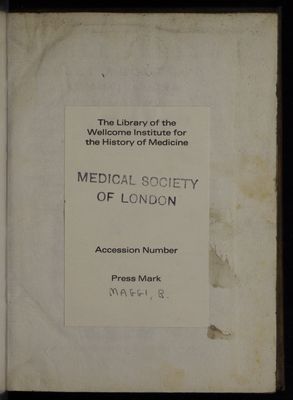 The Library of the
Wellcome Institute for
the History of Medicine
MEDICAL SOCIETY
OF LONDON
Accession Number
Press Mark
MAGGI, B.